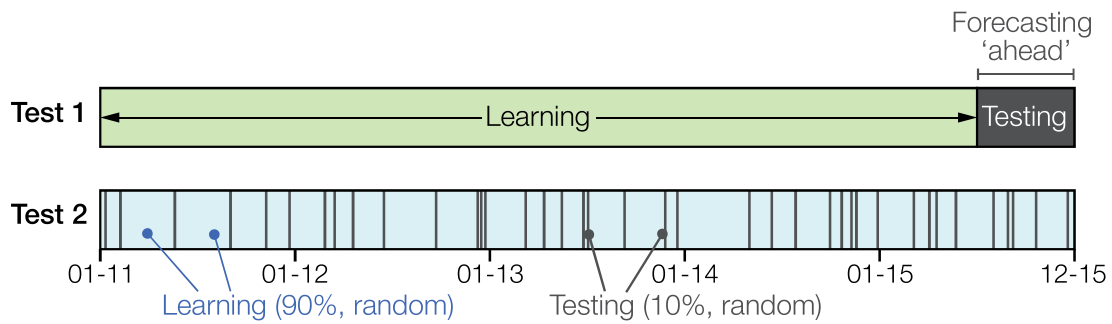 Forecasting
‘ahead’
Test 1
Learning
Testing
Test 2
01-11
01-12
01-13
01-14
01-15
12-15
Learning (90%, random)
Testing (10%, random)